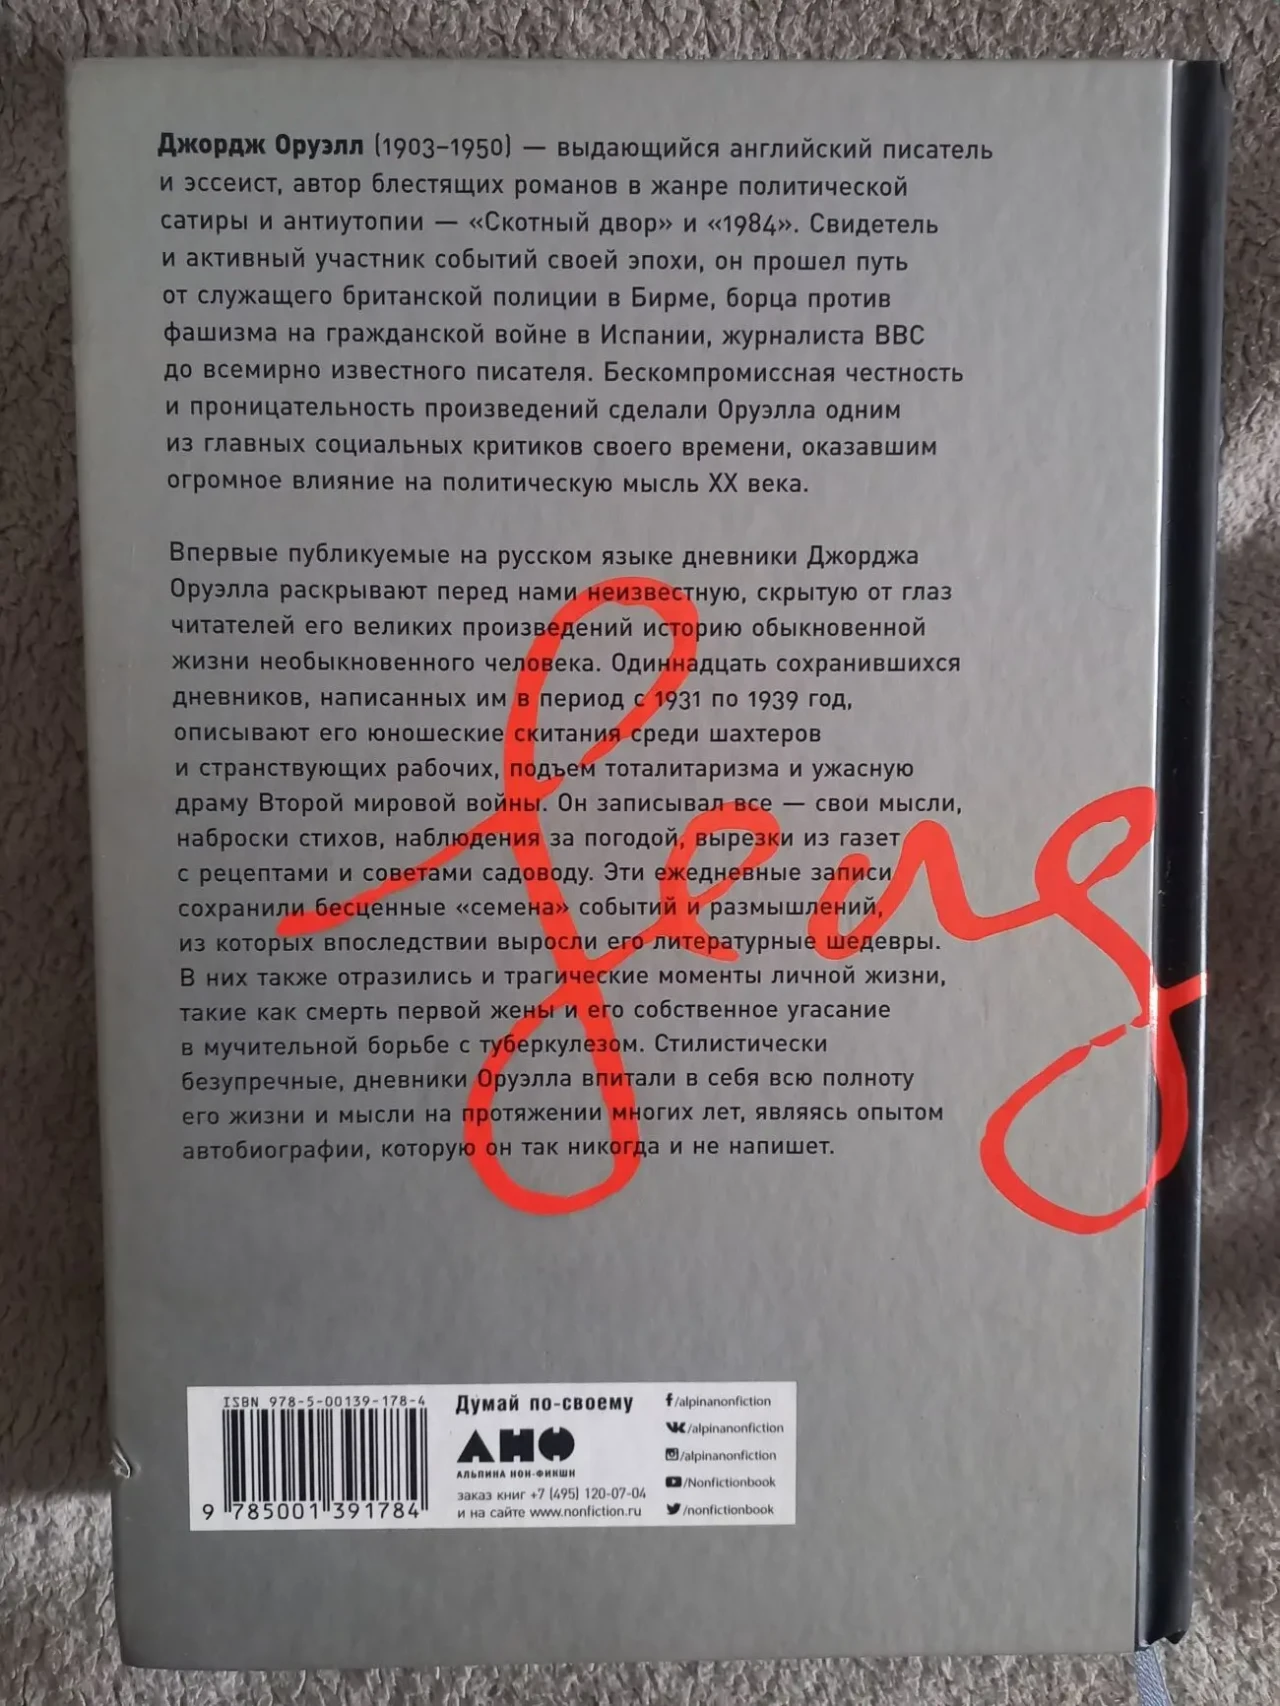 Джордж Оруэлл (1903–1950) — выдающийся английский писатель
и эссеист, автор блестящих романов в жанре политической
сатиры и антиутопии — «Скотный двор» и «1984». Свидетель
и активный участник событий своей эпохи, он прошел путь
от служащего британской полиции в Бирме, борца против
фашизма на гражданской войне в Испании, журналиста BBC
до всемирно известного писателя. Бескомпромиссная честность
и проницательность произведений сделали Оруэлла одним
из главных социальных критиков своего времени, оказавшим
огромное влияние на политическую мысль XX века.
Впервые публикуемые на русском языке дневники Джорджа
Оруэлла раскрывают перед нами неизвестную, скрытую от глаз
читателей его великих произведений историю обыкновенной
жизни необыкновенного человека. Одиннадцать сохранившихся
дневников, написанных им в период с 1931 по 1939 год,
описывают его юношеские скитания среди шахтеров
и странствующих рабочих, подъем тоталитаризма и ужасную
драму Второй мировой войны. Он записывал все — свои мысли,
наброски стихов, наблюдения за погодой, вырезки из газет
с рецептами и советами садоводу. Эти ежедневные записи
сохранили бесценные «семена» событий и размышлений,
из которых впоследствии выросли его литературные шедевры.
В них также отразились и трагические моменты личной жизни,
такие как смерть первой жены и его собственное угасание
в мучительной борьбе с туберкулезом. Стилистически
безупречные, дневники Оруэлла впитали в себя всю полноту
его жизни и мысли на протяжении многих лет, являясь опытом
автобиографии, которую он так никогда и не напишет.
ISBN 978-5-00139-178-4
9 785001 391784
Думай по-своему
АНФ
АЛЬПИНА НОН-ФИКШН
заказ книг +7 (495) 120-07-04
и на сайте www.nonfiction.ru
/alpinanonfiction
/alpinanonfiction
/alpinanonfiction
/Nonfictionbook
/nonfictionbook